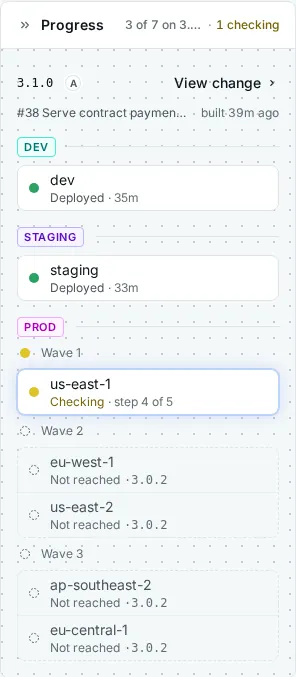 » Progress 3 of 7 on 3.... · 1 checking
3.1.0 A View change ›
#38 Serve contract paymen... · built 39m ago
DEV
dev
Deployed · 35m
STAGING
staging
Deployed · 33m
PROD
Wave 1
us-east-1
Checking · step 4 of 5
Wave 2
eu-west-1
Not reached ·3.0.2
us-east-2
Not reached ·3.0.2
Wave 3
ap-southeast-2
Not reached ·3.0.2
eu-central-1
Not reached ·3.0.2